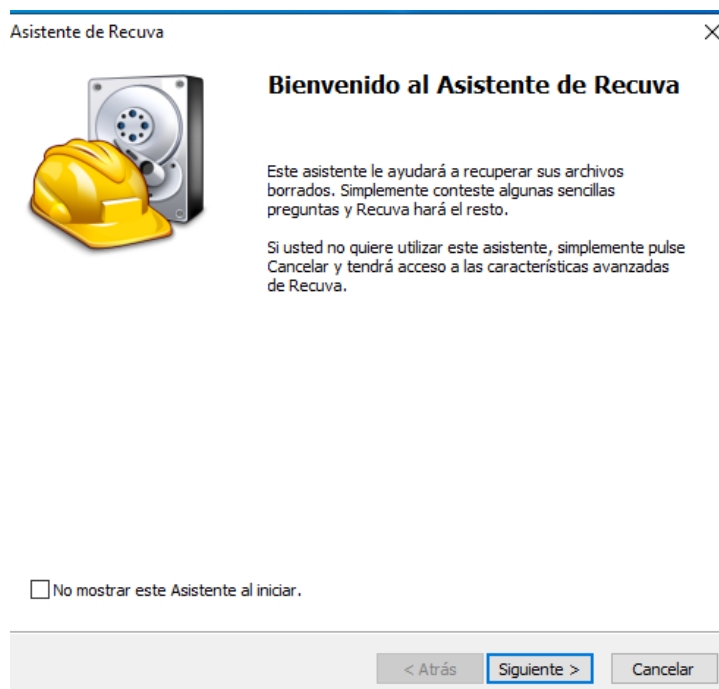 Asistente de Recuva
Bienvenido al Asistente de Recuva
Este asistente le ayudará a recuperar sus archivos
borrados. Simplemente conteste algunas sencillas
preguntas y Recuva hará el resto.
Si usted no quiere utilizar este asistente, simplemente pulse
Cancelar y tendrá acceso a las características avanzadas
de Recuva.
No mostrar este Asistente al iniciar.
< Atrás Siguiente > Cancelar